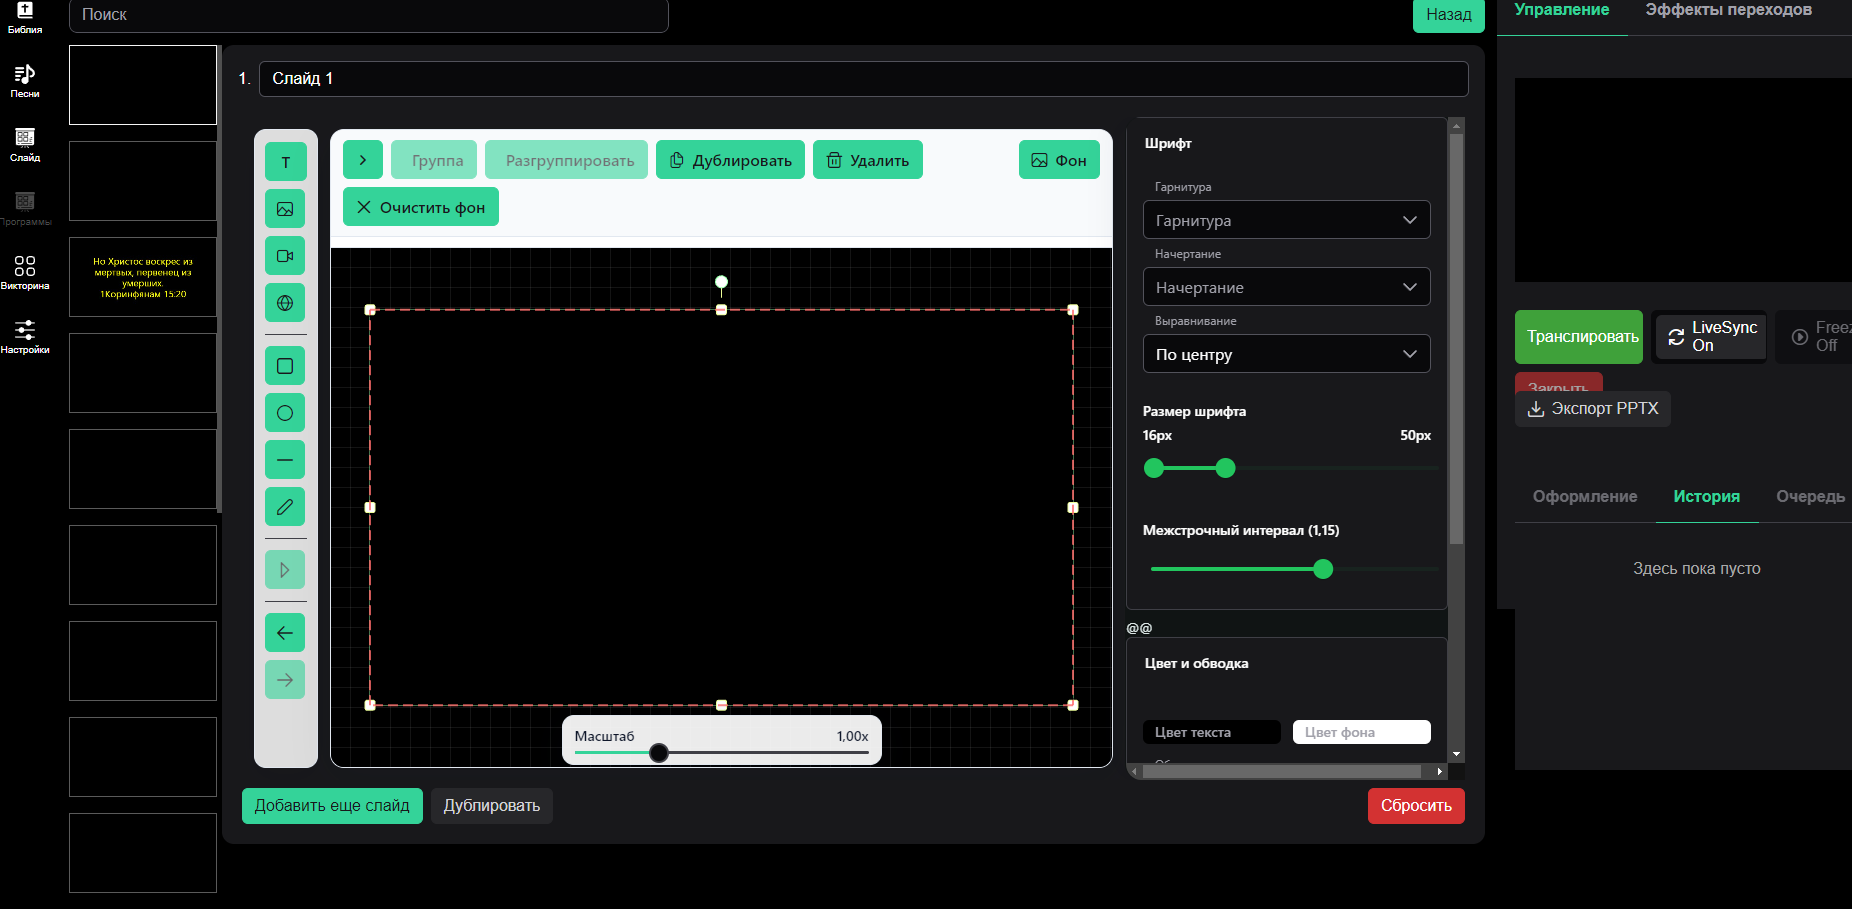 Библия
Песни
Слайд
Программы
Викторина
Настройки
Поиск
Назад
Но Христос воскрес из
мертвых, первенец из
умерших.
1Коринфянам 15:20
1.
Слайд 1
T
Группа
Разгруппировать
Дублировать
Удалить
Фон
Очистить фон
Масштаб
1,00x
Шрифт
Гарнитура
Гарнитура
Начертание
Начертание
Выравнивание
По центру
Размер шрифта
16px
50px
Межстрочный интервал (1,15)
@@
Цвет и обводка
Цвет текста
Цвет фона
Добавить еще слайд
Дублировать
Сбросить
Управление
Эффекты переходов
Транслировать
LiveSync
On
Freez
Off
Закрыть
Экспорт PPTX
Оформление
История
Очередь
Здесь пока пусто